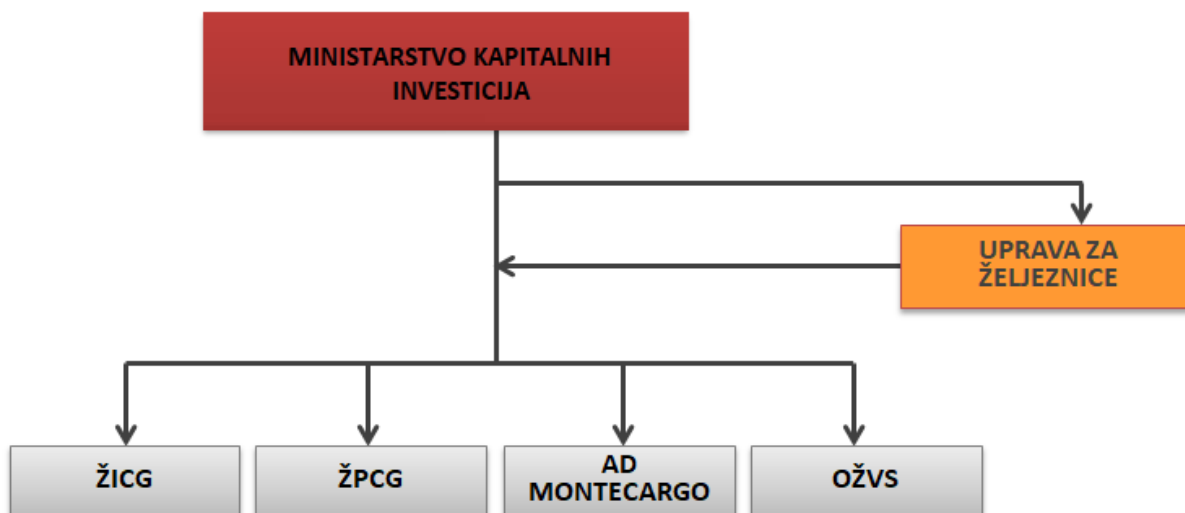 MINISTARSTVO KAPITALNIH
INVESTICIJA
UPRAVA ZA
ŽELJEZNICE
ŽICG
ŽPCG
AD
MONTECARGO
OŽVS